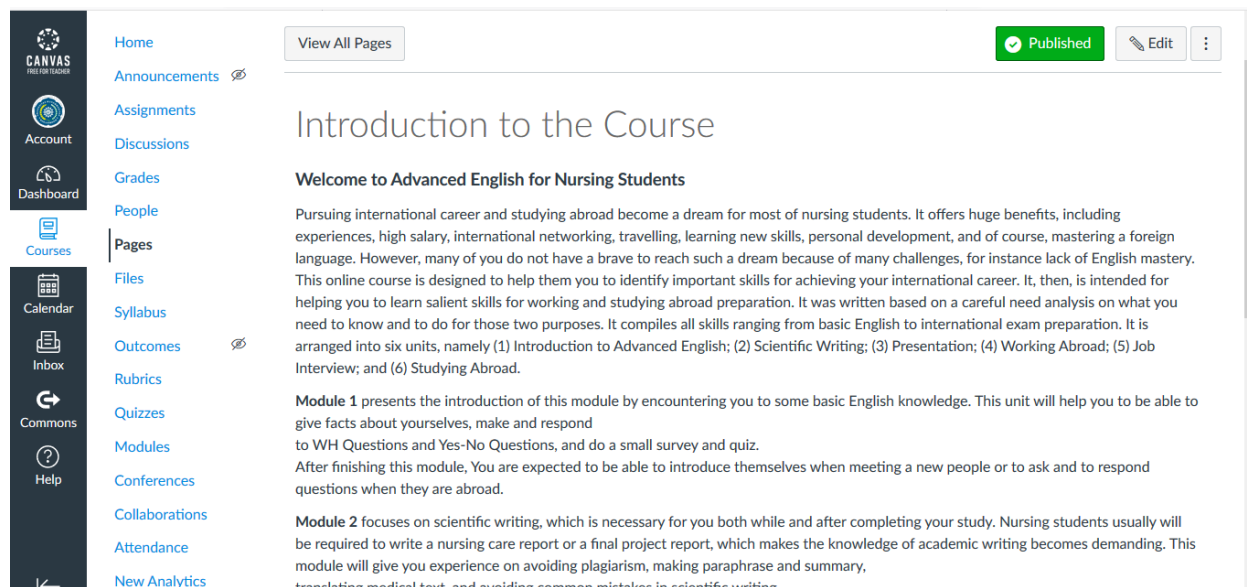 CANVAS
FREE FOR TEACHER
Account
Dashboard
Courses
Calendar
Inbox
Commons
Help
Home
Announcements
Assignments
Discussions
Grades
People
Pages
Files
Syllabus
Outcomes
Rubrics
Quizzes
Modules
Conferences
Collaborations
Attendance
New Analytics
View All Pages
Published
Edit
Introduction to the Course
Welcome to Advanced English for Nursing Students
Pursuing international career and studying abroad become a dream for most of nursing students. It offers huge benefits, including
experiences, high salary, international networking, travelling, learning new skills, personal development, and of course, mastering a foreign
language. However, many of you do not have a brave to reach such a dream because of many challenges, for instance lack of English mastery.
This online course is designed to help them you to identify important skills for achieving your international career. It, then, is intended for
helping you to learn salient skills for working and studying abroad preparation. It was written based on a careful need analysis on what you
need to know and to do for those two purposes. It compiles all skills ranging from basic English to international exam preparation. It is
arranged into six units, namely (1) Introduction to Advanced English; (2) Scientific Writing; (3) Presentation; (4) Working Abroad; (5) Job
Interview; and (6) Studying Abroad.
Module 1 presents the introduction of this module by encountering you to some basic English knowledge. This unit will help you to be able to
give facts about yourselves, make and respond
to WH Questions and Yes-No Questions, and do a small survey and quiz.
After finishing this module, You are expected to be able to introduce themselves when meeting a new people or to ask and to respond
questions when they are abroad.
Module 2 focuses on scientific writing, which is necessary for you both while and after completing your study. Nursing students usually will
be required to write a nursing care report or a final project report, which makes the knowledge of academic writing becomes demanding. This
module will give you experience on avoiding plagiarism, making paraphrase and summary,
translating medical text, and avoiding common mistakes in scientific writing.